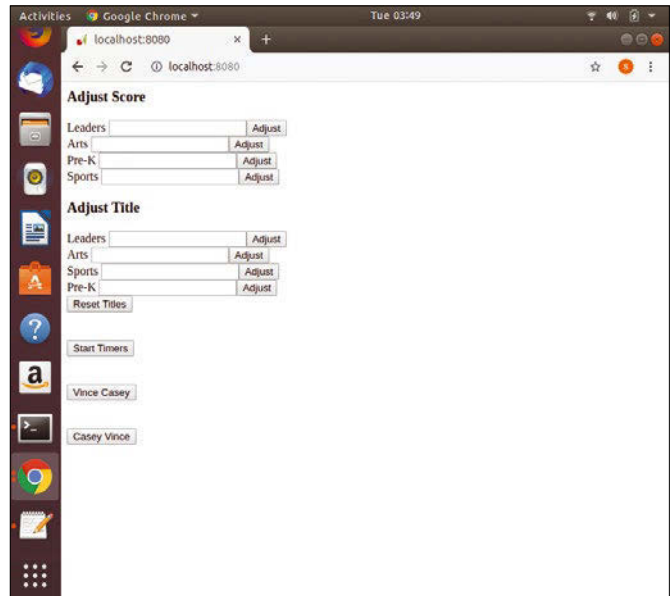 Activities Google Chrome Tue 03:49
localhost:8080
localhost:8080
Adjust Score
Leaders Adjust
Arts Adjust
Pre-K Adjust
Sports Adjust
Adjust Title
Leaders Adjust
Arts Adjust
Sports Adjust
Pre-K Adjust
Reset Titles
Start Timers
Vince Casey
Casey Vince